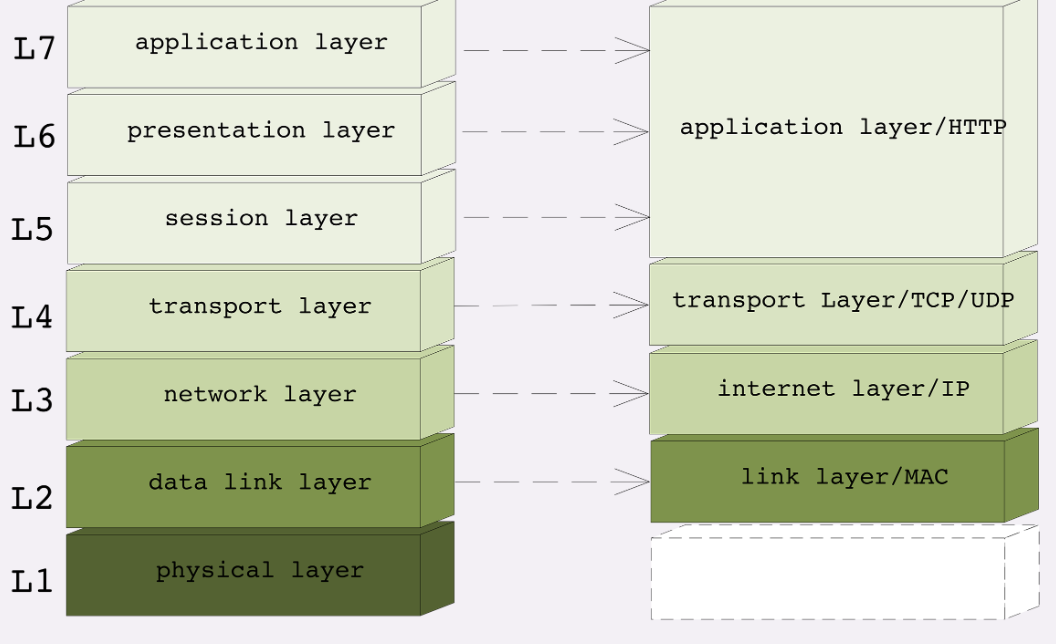 L7
application layer
L6
presentation layer
application layer/HTTP
L5
session layer
L4
transport layer
transport Layer/TCP/UDP
L3
network layer
internet layer/IP
L2
data link layer
link layer/MAC
L1
physical layer